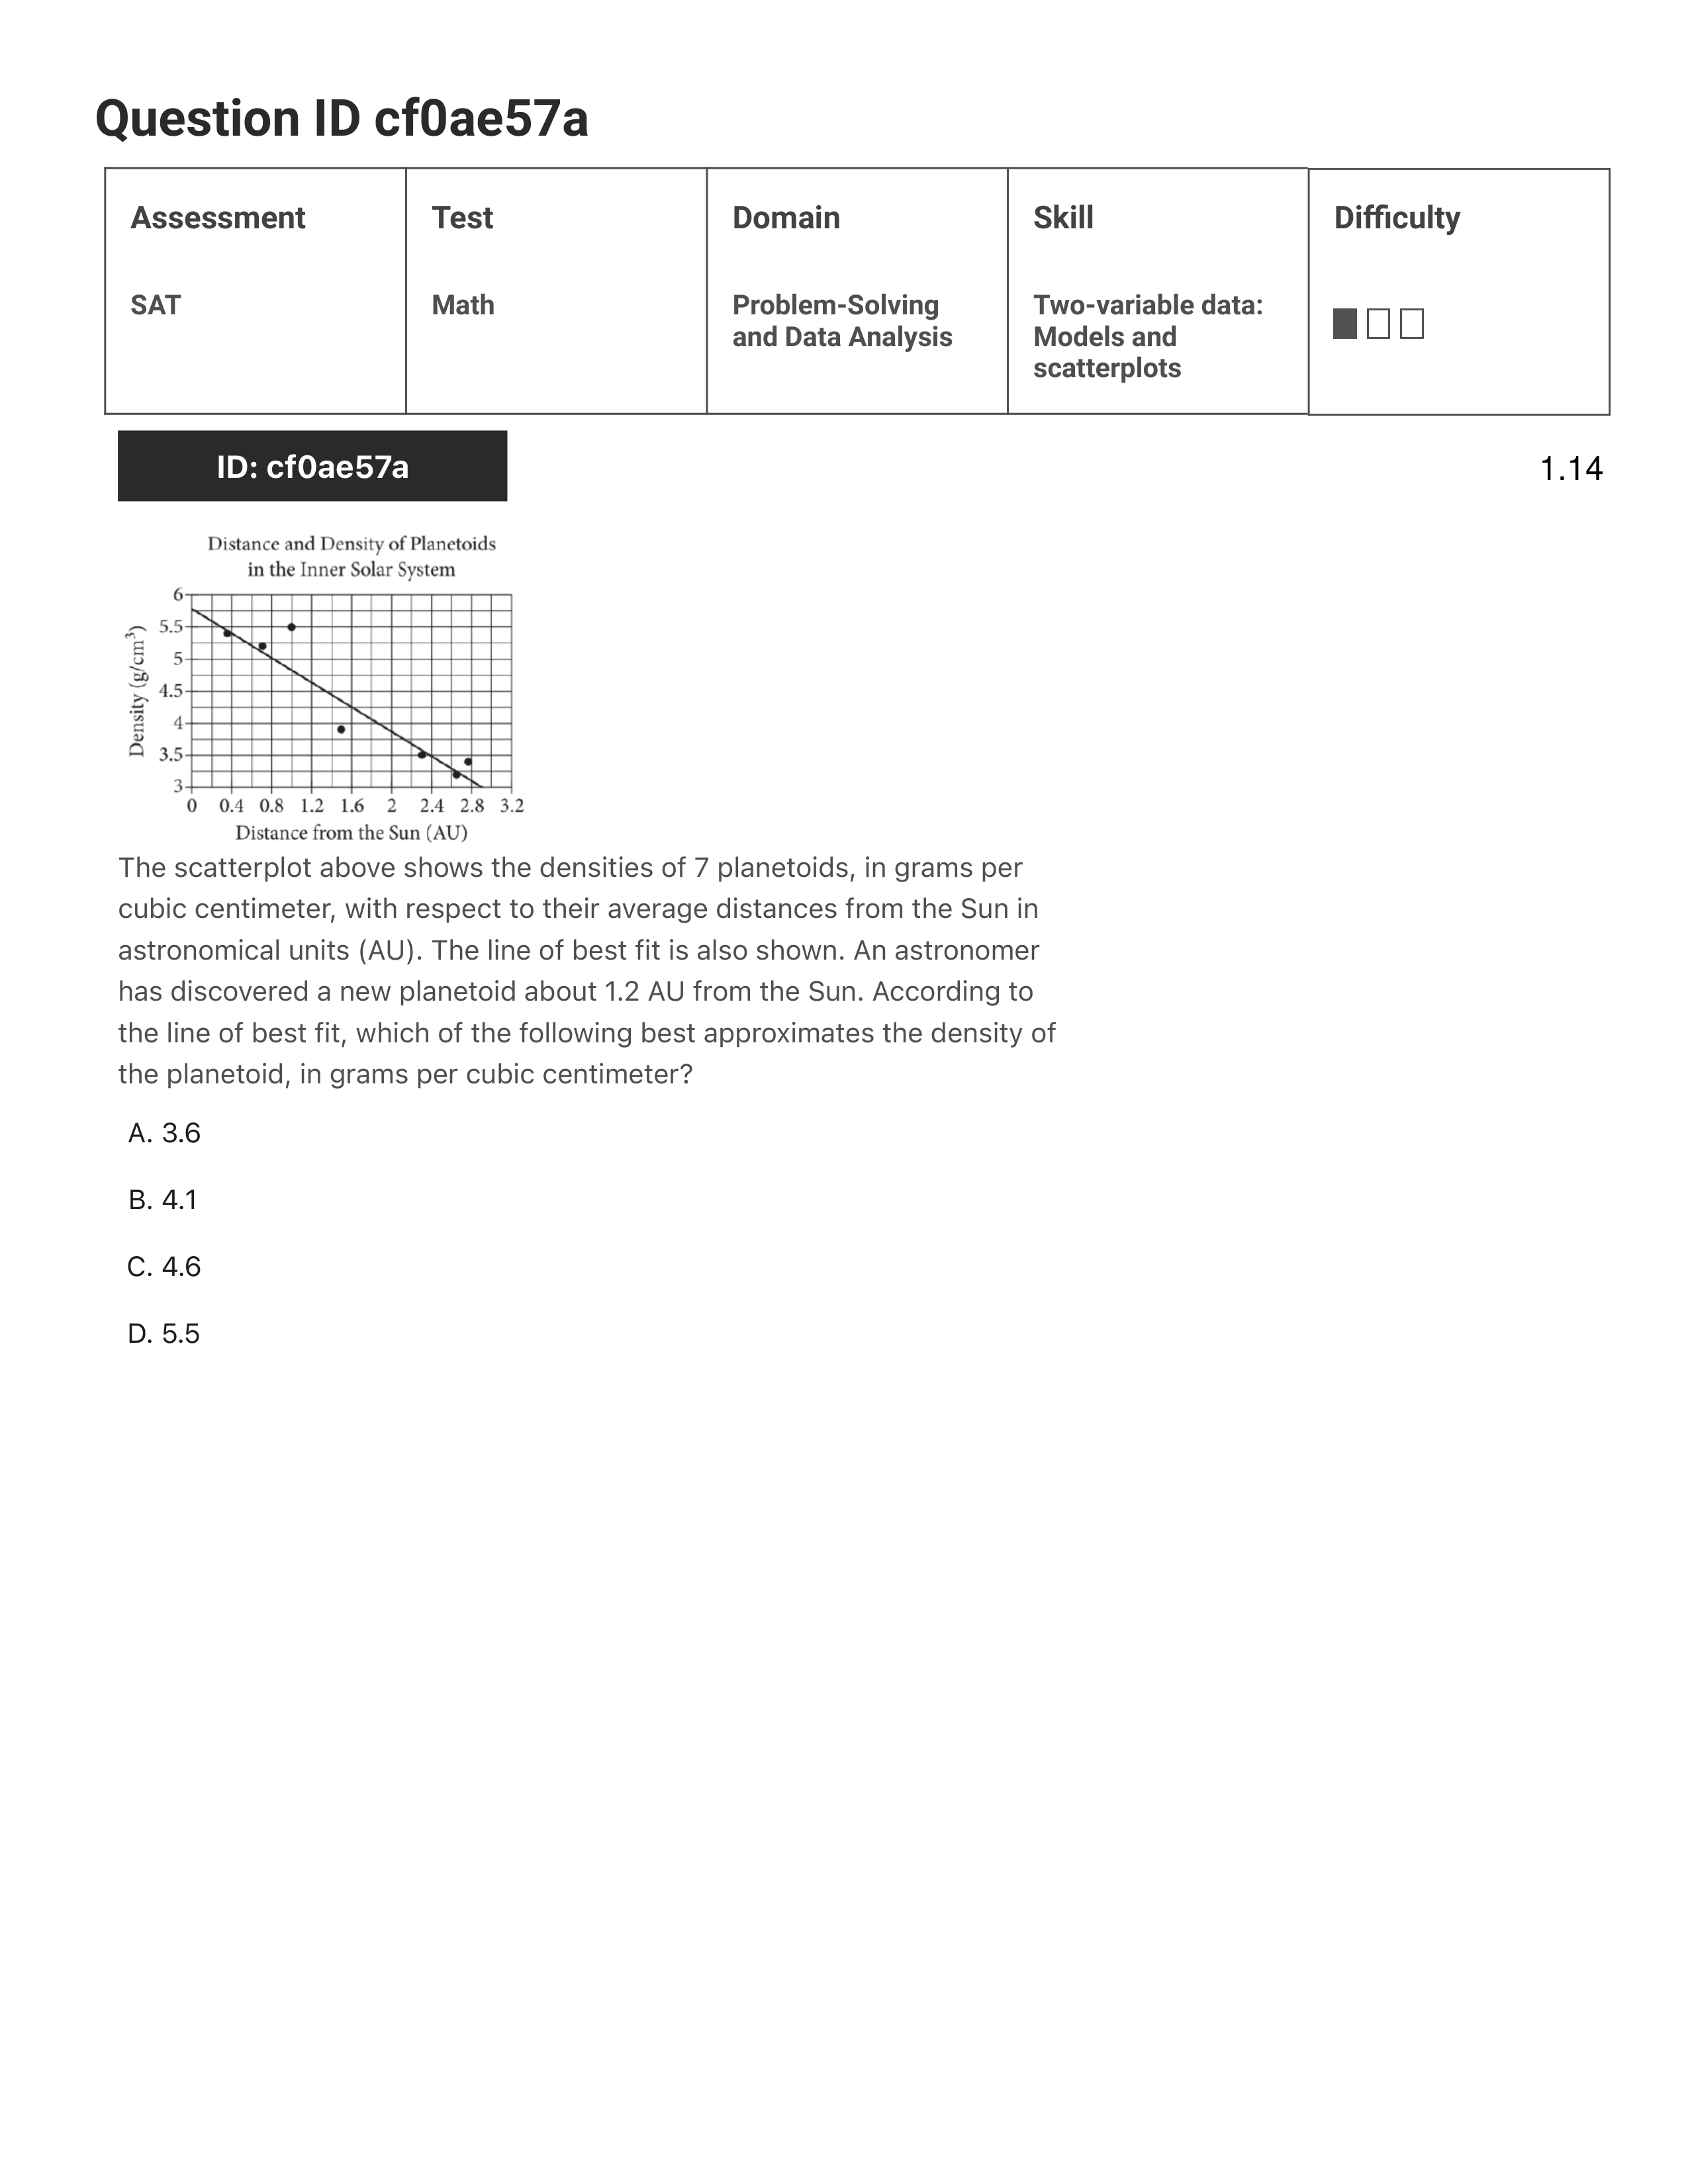 Question ID cf0ae57a
Assessment
Test
Domain
Skill
Difficulty
SAT
Math
Problem-Solving
and Data Analysis
Two-variable data:
Models and
scatterplots
ID: cf0ae57a
1.14
Distance and Density of Planetoids
in the Inner Solar System
Density (g/cm³)
6
5.5
5
4.5
4
3.5
3
0 0.4 0.8 1.2 1.6 2 2.4 2.8 3.2
Distance from the Sun (AU)
The scatterplot above shows the densities of 7 planetoids, in grams per
cubic centimeter, with respect to their average distances from the Sun in
astronomical units (AU). The line of best fit is also shown. An astronomer
has discovered a new planetoid about 1.2 AU from the Sun. According to
the line of best fit, which of the following best approximates the density of
the planetoid, in grams per cubic centimeter?
A. 3.6
B. 4.1
C. 4.6
D. 5.5